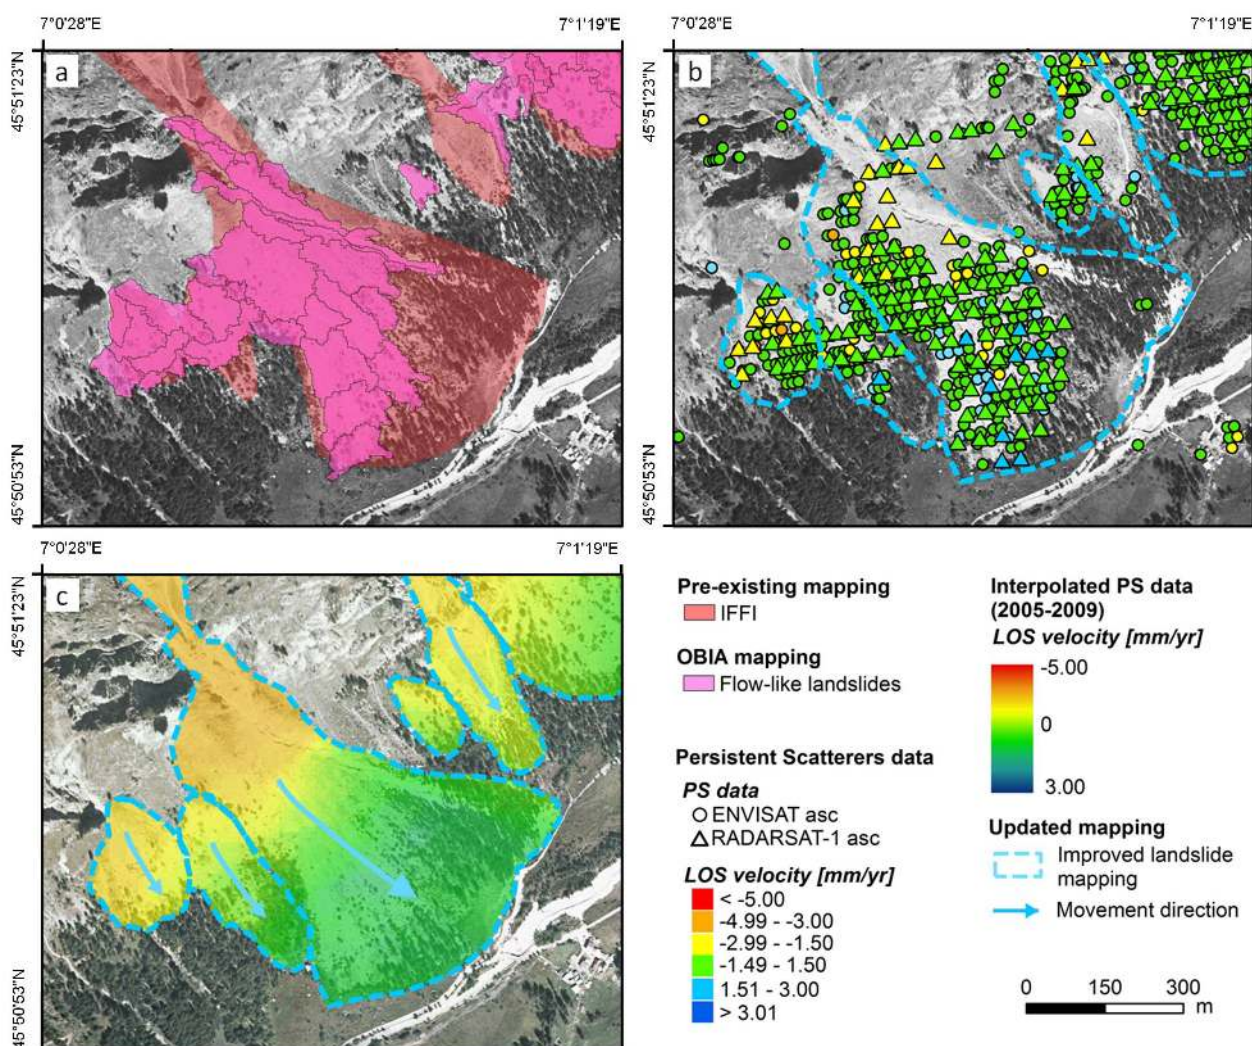 7°0'28"E
7°1'19"E
7°0'28"E
7°1'19"E
45°51'23"N
a
45°50'53"N
45°51'23"N
b
45°50'53"N
7°0'28"E
7°1'19"E
45°51'23"N
c
45°50'53"N
Pre-existing mapping
IFFI
OBIA mapping
Flow-like landslides
Persistent Scatterers data
PS data
ENVISAT asc
RADARSAT-1 asc
LOS velocity [mm/yr]
< -5.00
-4.99 - -3.00
-2.99 - -1.50
-1.49 - 1.50
1.51 - 3.00
> 3.01
Interpolated PS data
(2005-2009)
LOS velocity [mm/yr]
-5.00
0
3.00
Updated mapping
Improved landslide
mapping
Movement direction
0 150 300
m